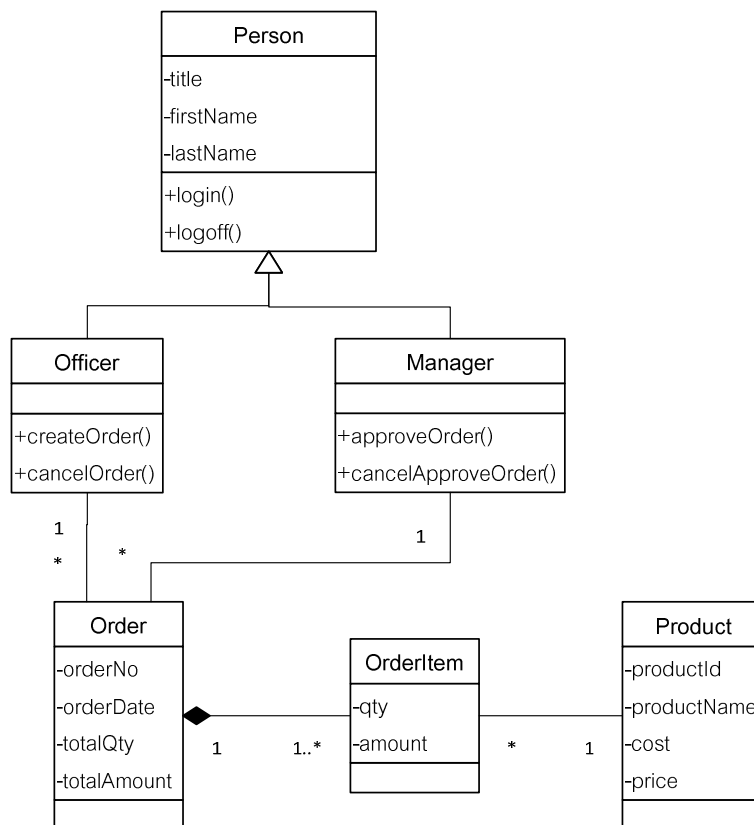 Person
-title
-firstName
-lastName
+login()
+logoff()
Officer
+createOrder()
+cancelOrder()
Manager
+approveOrder()
+cancelApproveOrder()
1
*
*
1
Order
-orderNo
-orderDate
-totalQty
-totalAmount
1
1..*
OrderItem
-qty
-amount
*
1
Product
-productId
-productName
-cost
-price